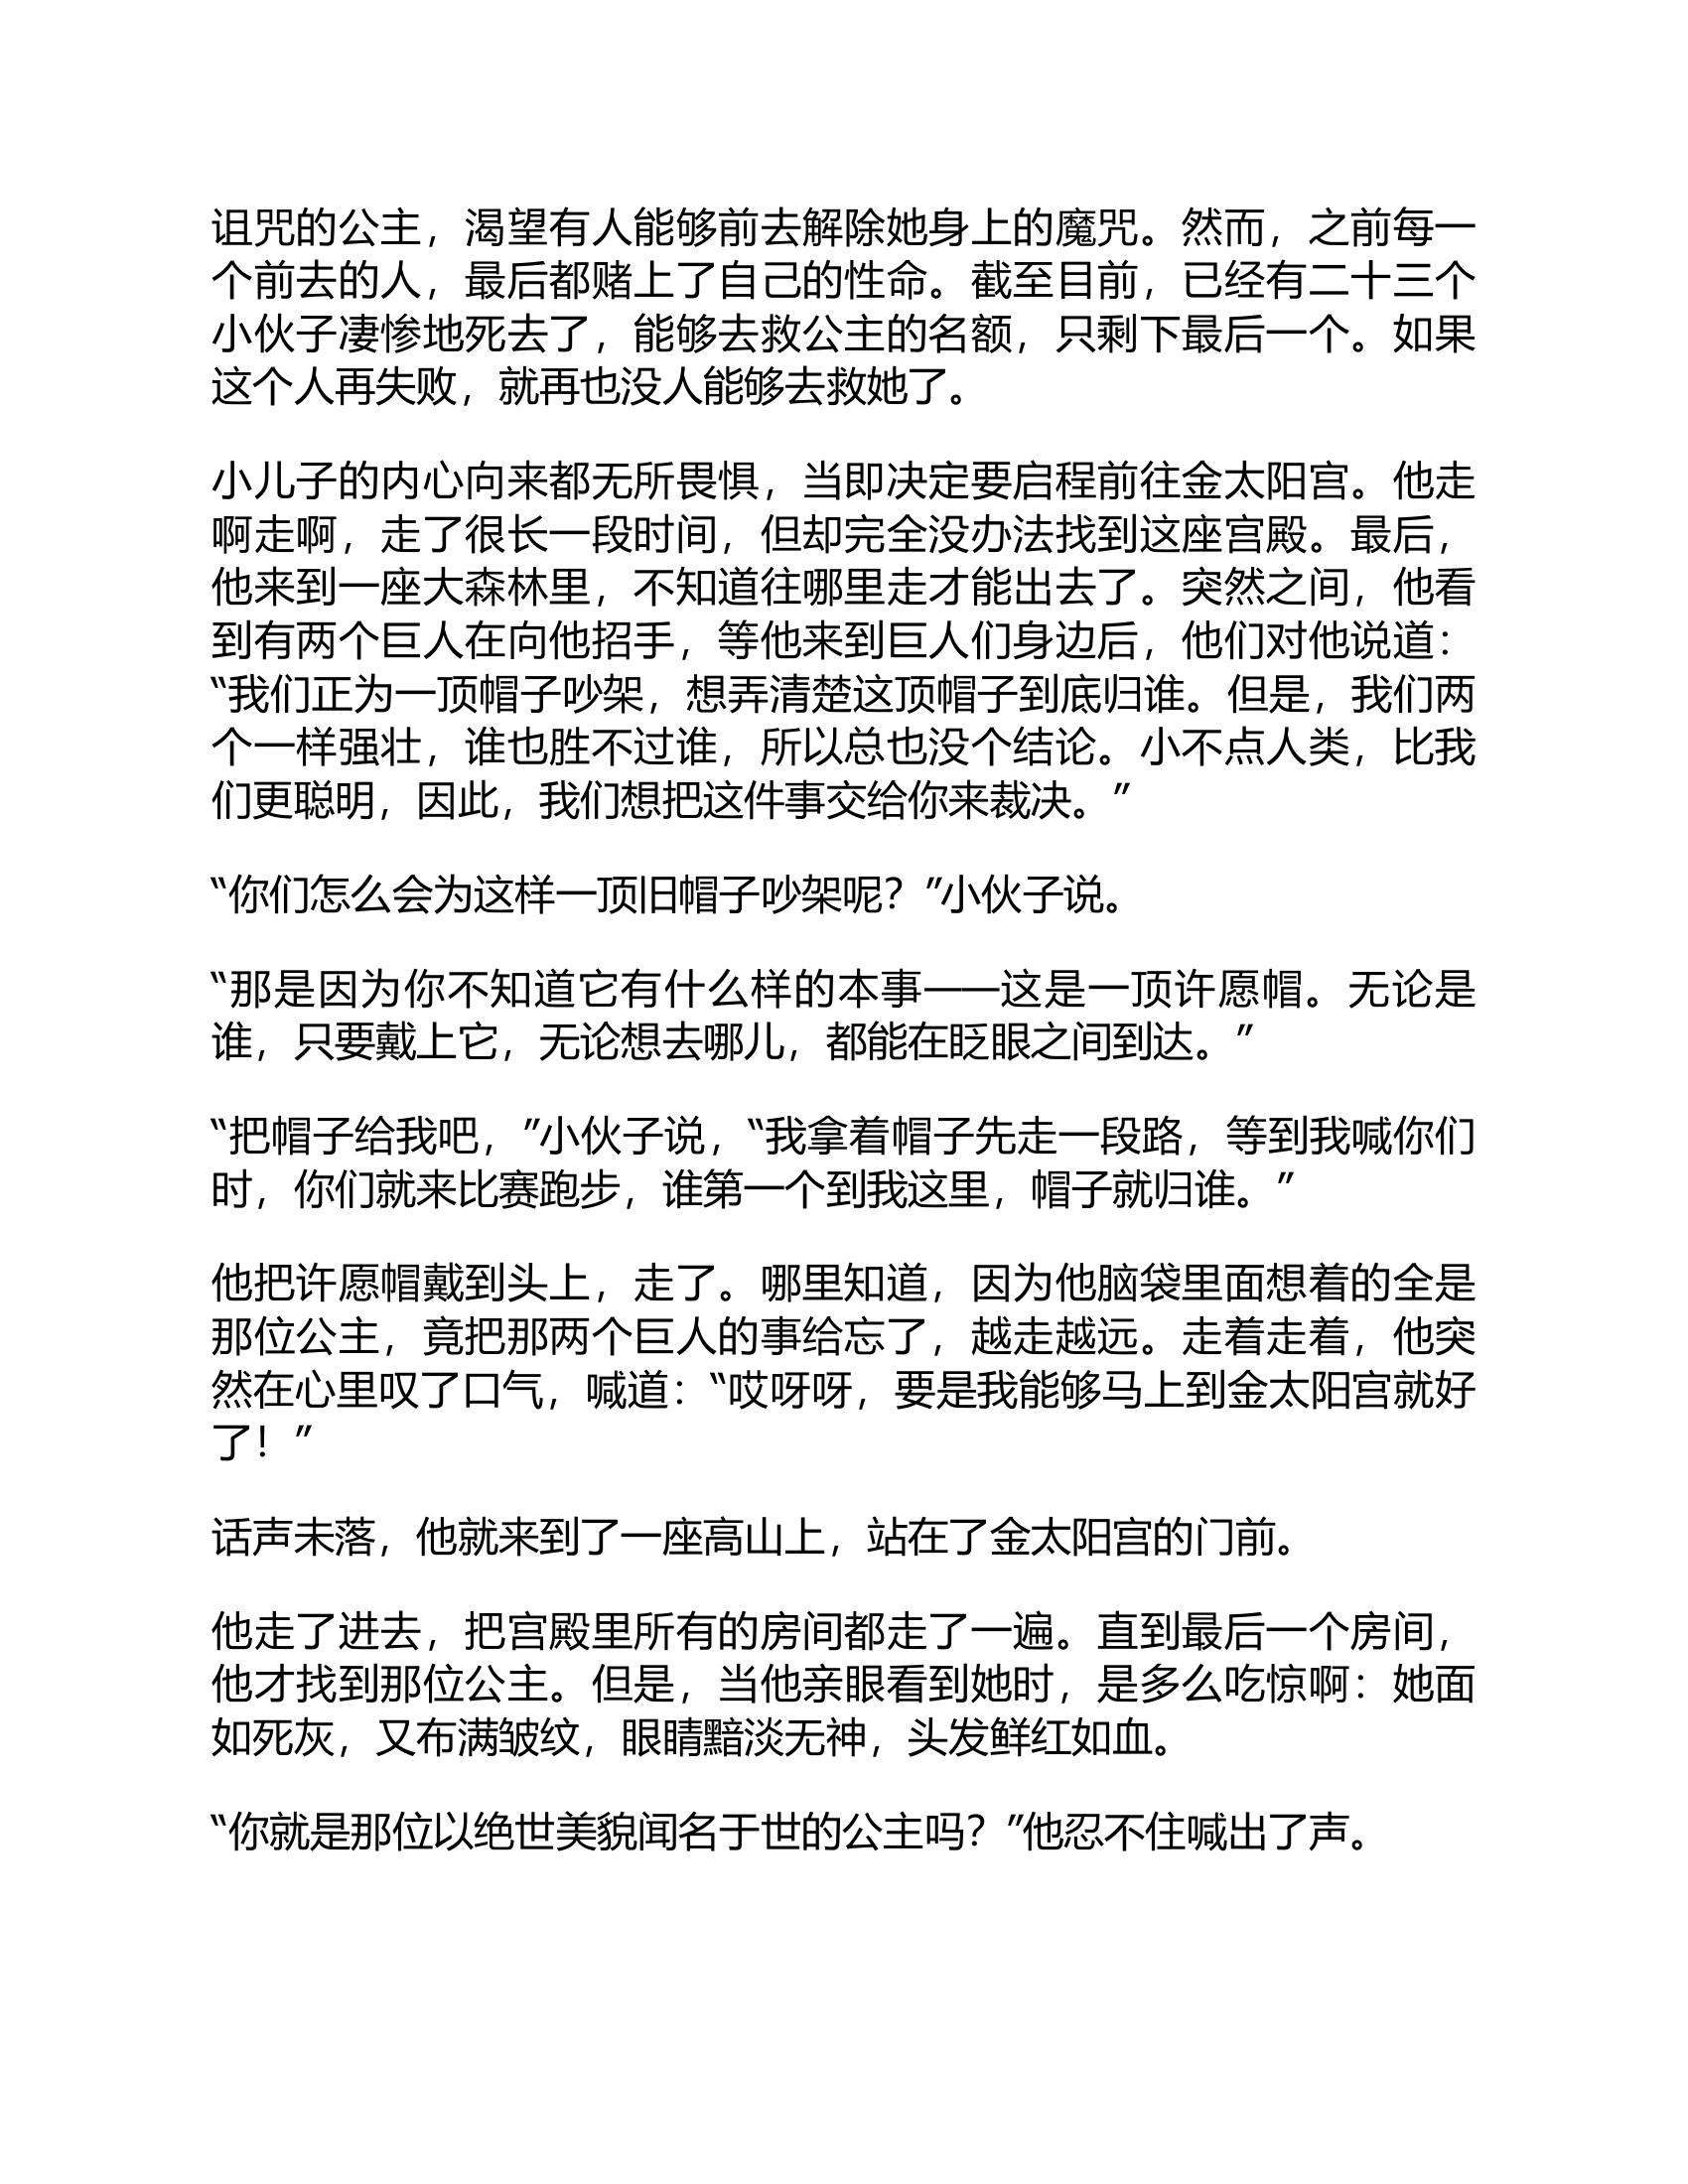 诅咒的公主，渴望有人能够前去解除她身上的魔咒。然而，之前每一
个前去的人，最后都赌上了自己的性命。截至目前，已经有二十三个
小伙子凄惨地死去了，能够去救公主的名额，只剩下最后一个。如果
这个人再失败，就再也没人能够去救她了。
小儿子的内心向来都无所畏惧，当即决定要启程前往金太阳宫。他走
啊走啊，走了很长一段时间，但却完全没办法找到这座宫殿。最后，
他来到一座大森林里，不知道往哪里走才能出去了。突然之间，他看
到有两个巨人在向他招手，等他来到巨人们身边后，他们对他说道：
“我们正为一顶帽子吵架，想弄清楚这顶帽子到底归谁。但是，我们两
个一样强壮，谁也胜不过谁，所以总也没个结论。小不点人类，比我
们更聪明，因此，我们想把这件事交给你来裁决。”
“你们怎么会为这样一顶旧帽子吵架呢？”小伙子说。
“那是因为你不知道它有什么样的本事——这是一顶许愿帽。无论是
谁，只要戴上它，无论想去哪儿，都能在眨眼之间到达。”
“把帽子给我吧，”小伙子说，“我拿着帽子先走一段路，等到我喊你们
时，你们就来比赛跑步，谁第一个到我这里，帽子就归谁。”
他把许愿帽戴到头上，走了。哪里知道，因为他脑袋里面想着的全是
那位公主，竟把那两个巨人的事给忘了，越走越远。走着走着，他突
然在心里叹了口气，喊道：“哎呀呀，要是我能够马上到金太阳宫就好
了！”
话声未落，他就来到了一座高山上，站在了金太阳宫的门前。
他走了进去，把宫殿里所有的房间都走了一遍。直到最后一个房间，
他才找到那位公主。但是，当他亲眼看到她时，是多么吃惊啊：她面
如死灰，又布满皱纹，眼睛黯淡无神，头发鲜红如血。
“你就是那位以绝世美貌闻名于世的公主吗？”他忍不住喊出了声。